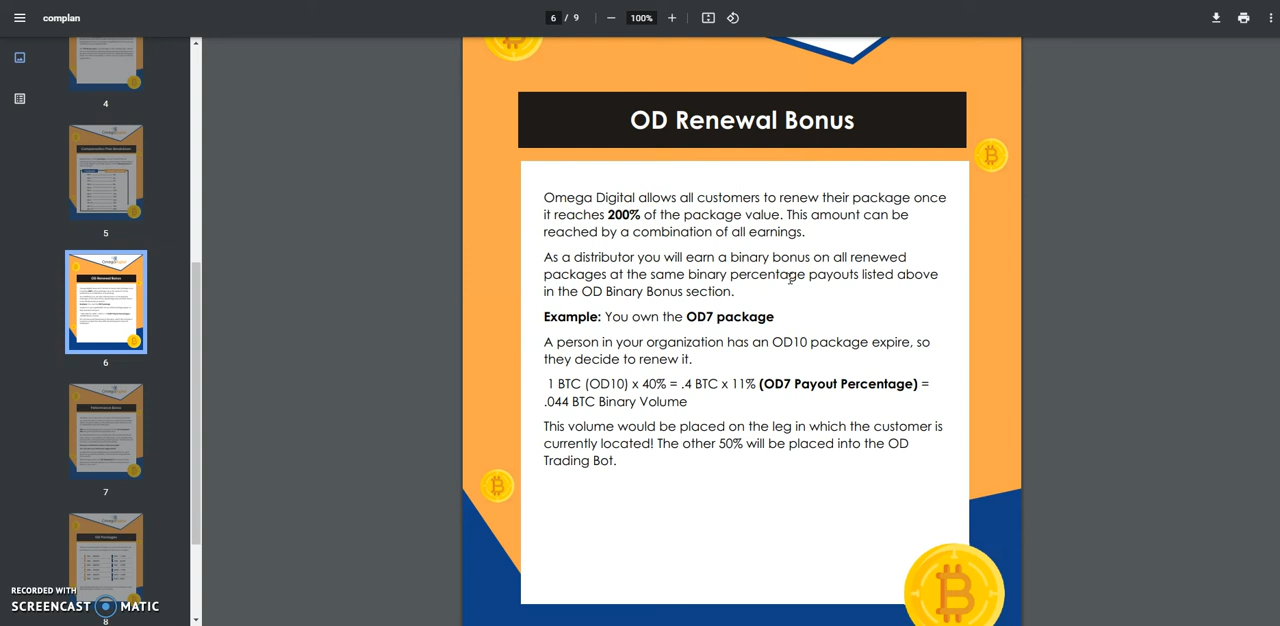 complan
6 / 9
100%
4
5
6
7
8
OD Renewal Bonus
Omega Digital allows all customers to renew their package once
it reaches 200% of the package value. This amount can be
reached by a combination of all earnings.
As a distributor you will earn a binary bonus on all renewed
packages at the same binary percentage payouts listed above
in the OD Binary Bonus section.
Example: You own the OD7 package
A person in your organization has an OD10 package expire, so
they decide to renew it.
1 BTC (OD10) x 40% = .4 BTC x 11% (OD7 Payout Percentage) =
.044 BTC Binary Volume
This volume would be placed on the leg in which the customer is
currently located! The other 50% will be placed into the OD
Trading Bot.
RECORDED WITH
SCREENCAST MATIC